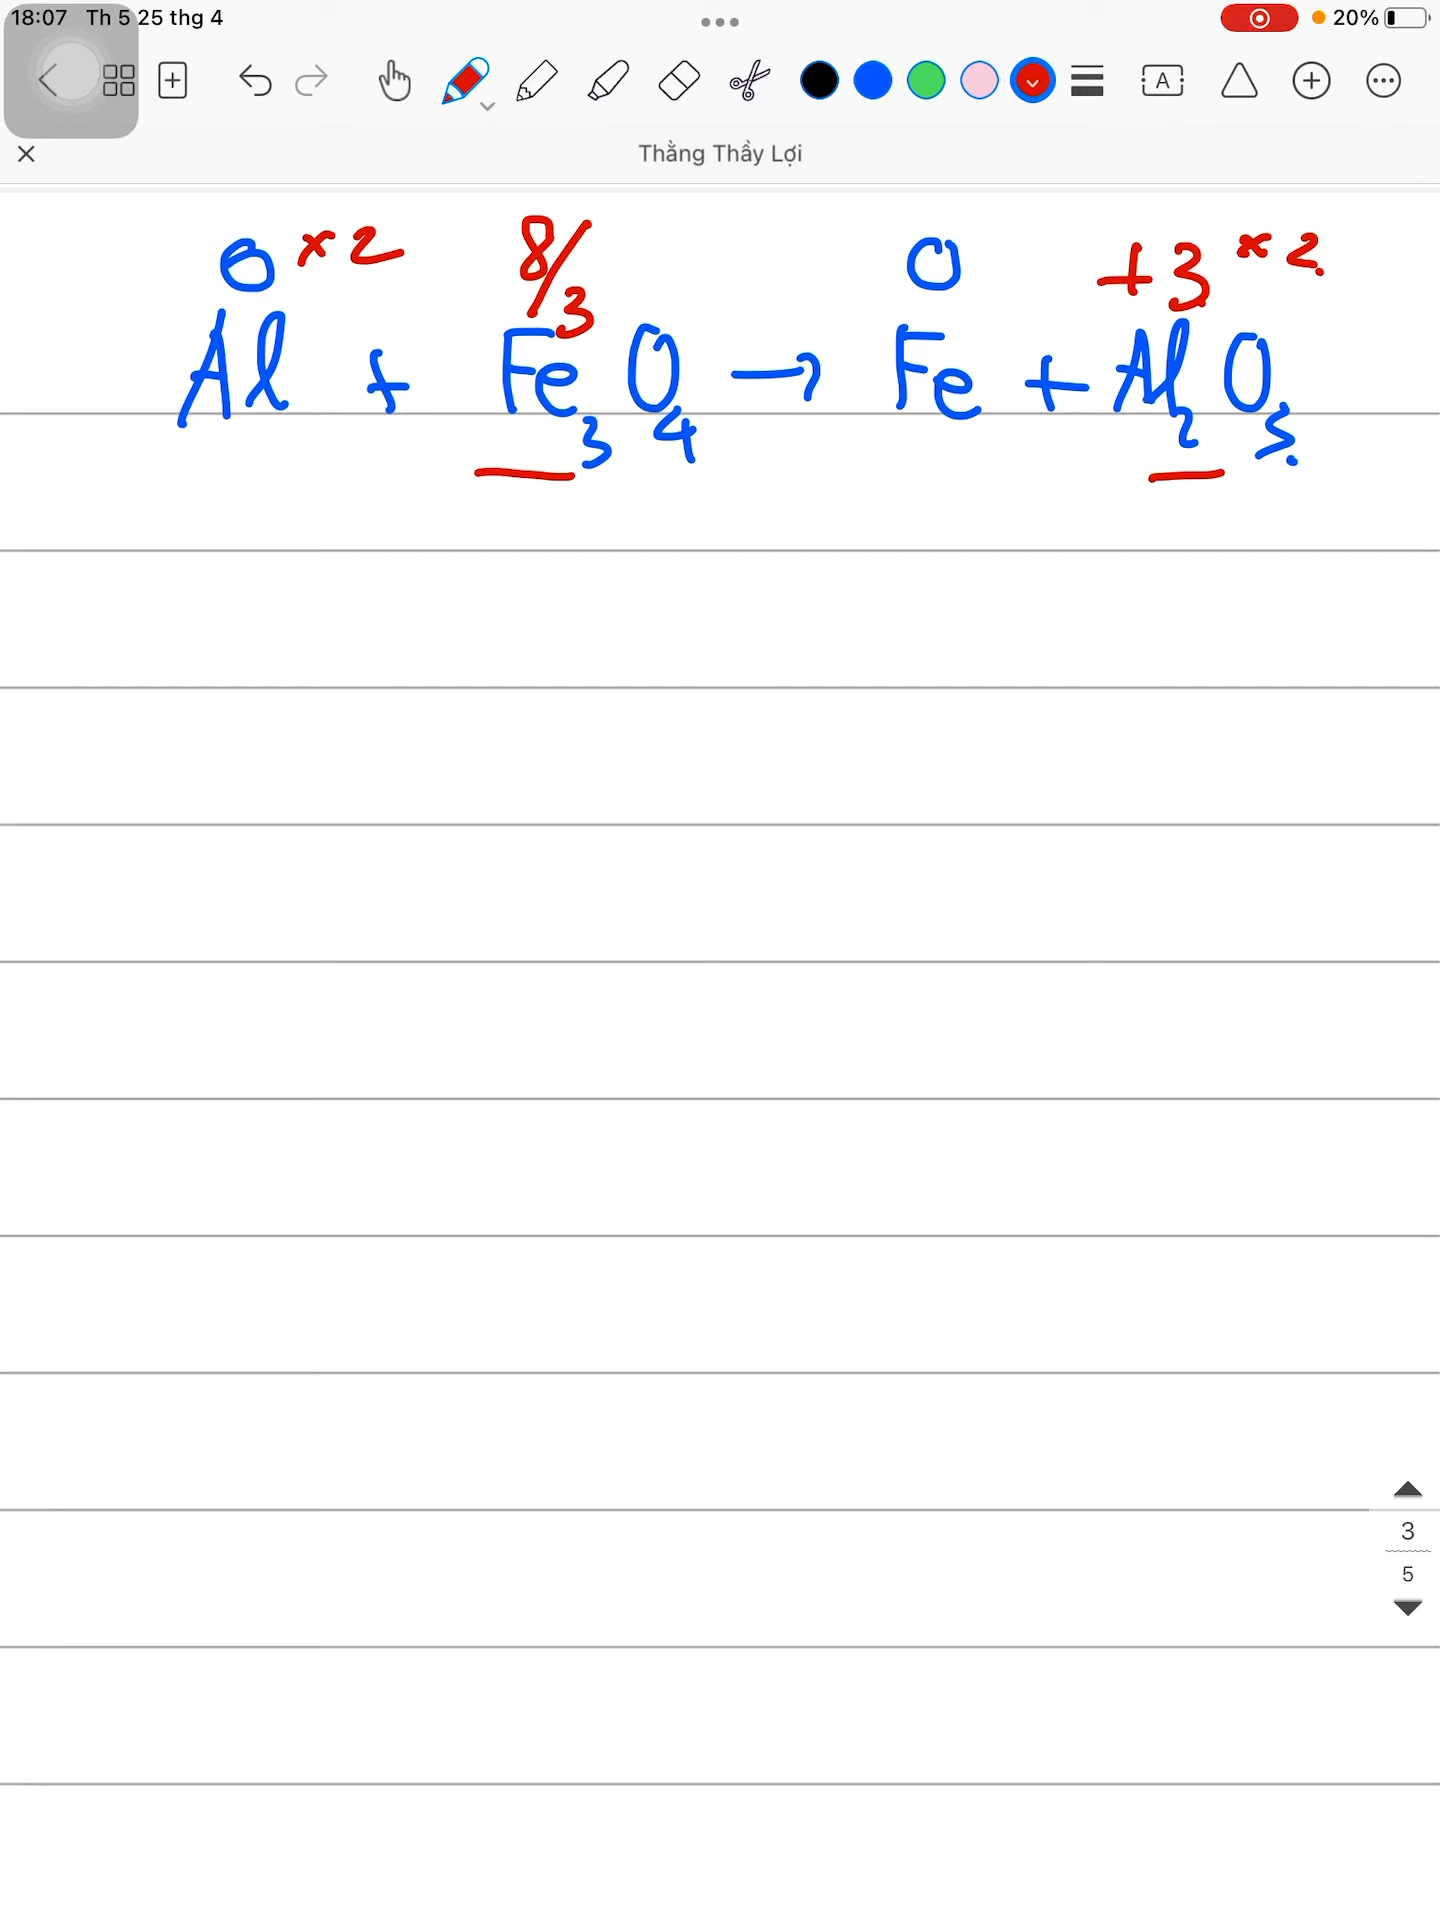 18:07 Th 5 25 thg 4 20%
A
Thằng Thầy Lợi
0 × 2 8/3 0 +3 × 2
Al + Fe₃O₄ → Fe + Al₂O₃
3
5